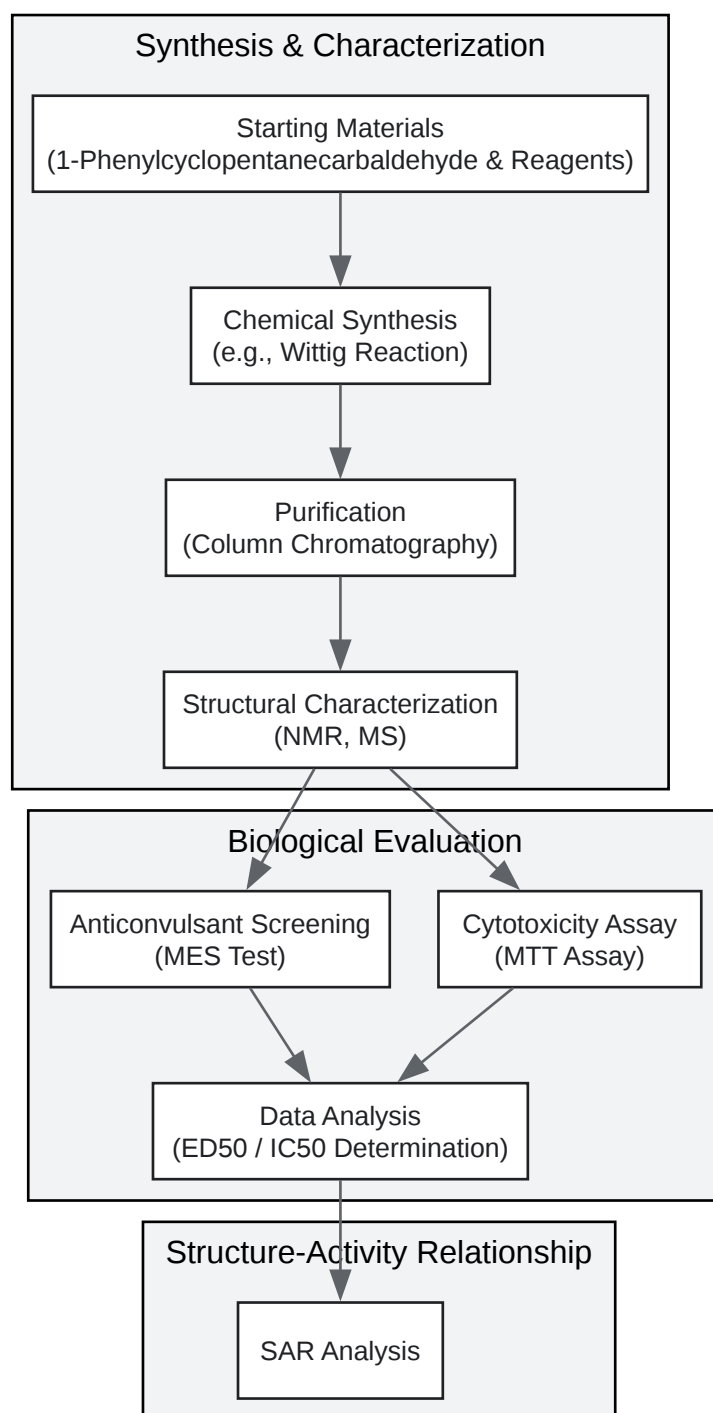 Synthesis & Characterization
Starting Materials
(1-Phenylcyclopentanecarbaldehyde & Reagents)
Chemical Synthesis
(e.g., Wittig Reaction)
Purification
(Column Chromatography)
Structural Characterization
(NMR, MS)
Biological Evaluation
Anticonvulsant Screening
(MES Test)
Cytotoxicity Assay
(MTT Assay)
Data Analysis
(ED50 / IC50 Determination)
Structure-Activity Relationship
SAR Analysis